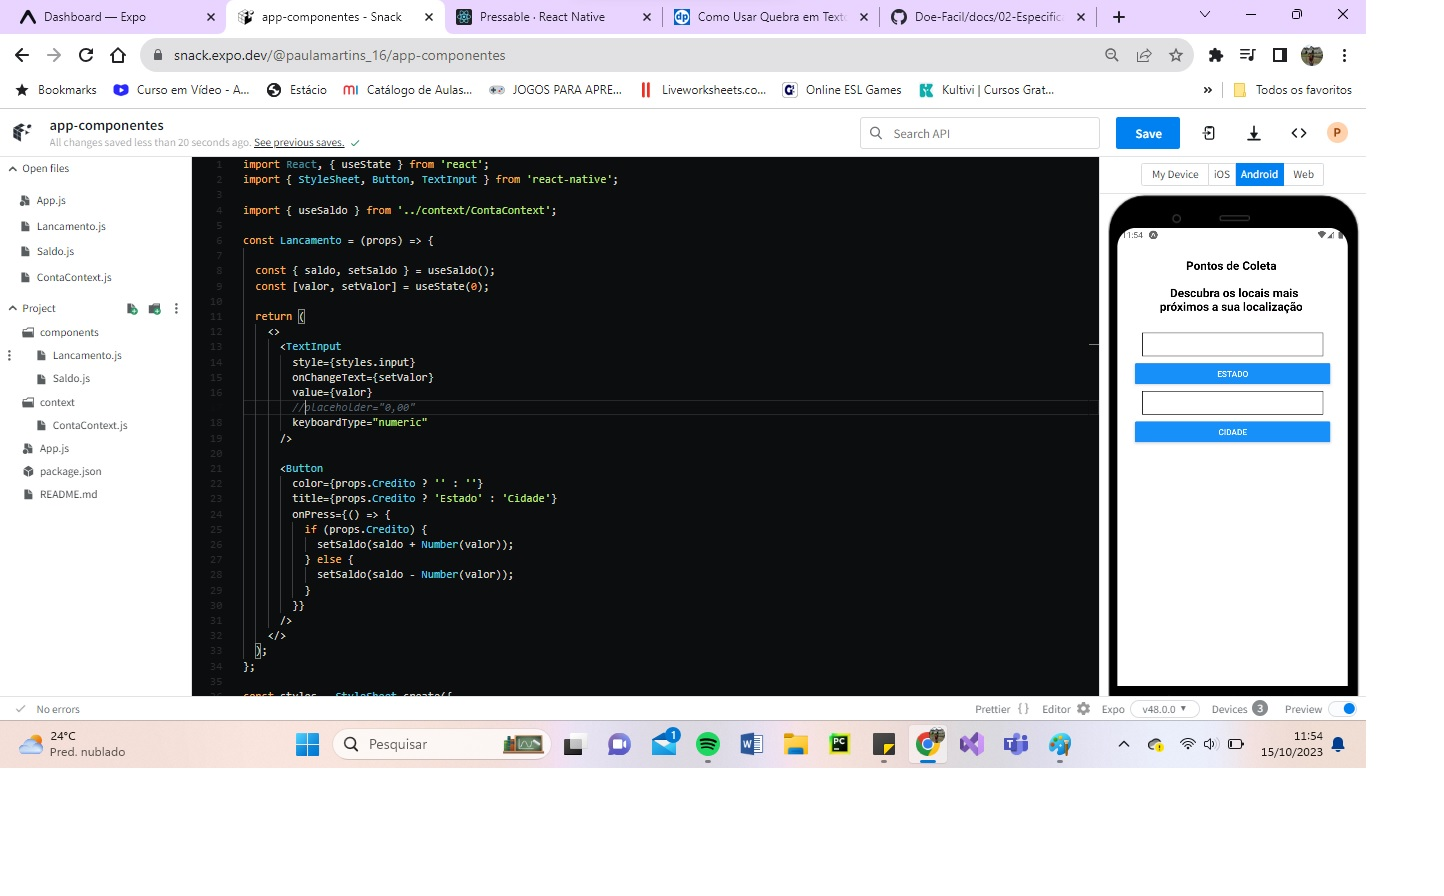 Dashboard — Expo
app-componentes - Snack
Pressable · React Native
Como Usar Quebra em Texto
Doe-Facil/docs/02-Especific
snack.expo.dev/@paulamartins_16/app-componentes
Bookmarks
Curso em Vídeo - A...
Estácio
Catálogo de Aulas...
JOGOS PARA APRE...
Liveworksheets.co...
Online ESL Games
Kultivi | Cursos Grat...
»
Todos os favoritos
app-componentes
All changes saved less than 20 seconds ago. See previous saves.
Search API
Save
P
Open files
App.js
Lancamento.js
Saldo.js
ContaContext.js
Project
components
Lancamento.js
Saldo.js
context
ContaContext.js
App.js
package.json
README.md
1 import React, { useState } from 'react';
2 import { StyleSheet, Button, TextInput } from 'react-native';
3
4 import { useSaldo } from '../context/ContaContext';
5
6 const Lancamento = (props) => {
7
8 const { saldo, setSaldo } = useSaldo();
9 const [valor, setValor] = useState(0);
10
11 return (
12 <>
13 <TextInput
14 style={styles.input}
15 onChangeText={setValor}
16 value={valor}
//placeholder="0,00"
18 keyboardType="numeric"
19 />
20
21 <Button
22 color={props.Credito ? '' : ''}
23 title={props.Credito ? 'Estado' : 'Cidade'}
24 onPress={() => {
25 if (props.Credito) {
26 setSaldo(saldo + Number(valor));
27 } else {
28 setSaldo(saldo - Number(valor));
29 }
30 }}
31 />
32 </>
33 );
34 };
35
36 const styles = StyleSheet.create({
My Device
iOS
Android
Web
11:54
Pontos de Coleta
Descubra os locais mais
próximos a sua localização
ESTADO
CIDADE
No errors
Prettier {}
Editor
Expo
v48.0.0
Devices 3
Preview
24°C
Pred. nublado
Pesquisar
1
11:54
15/10/2023